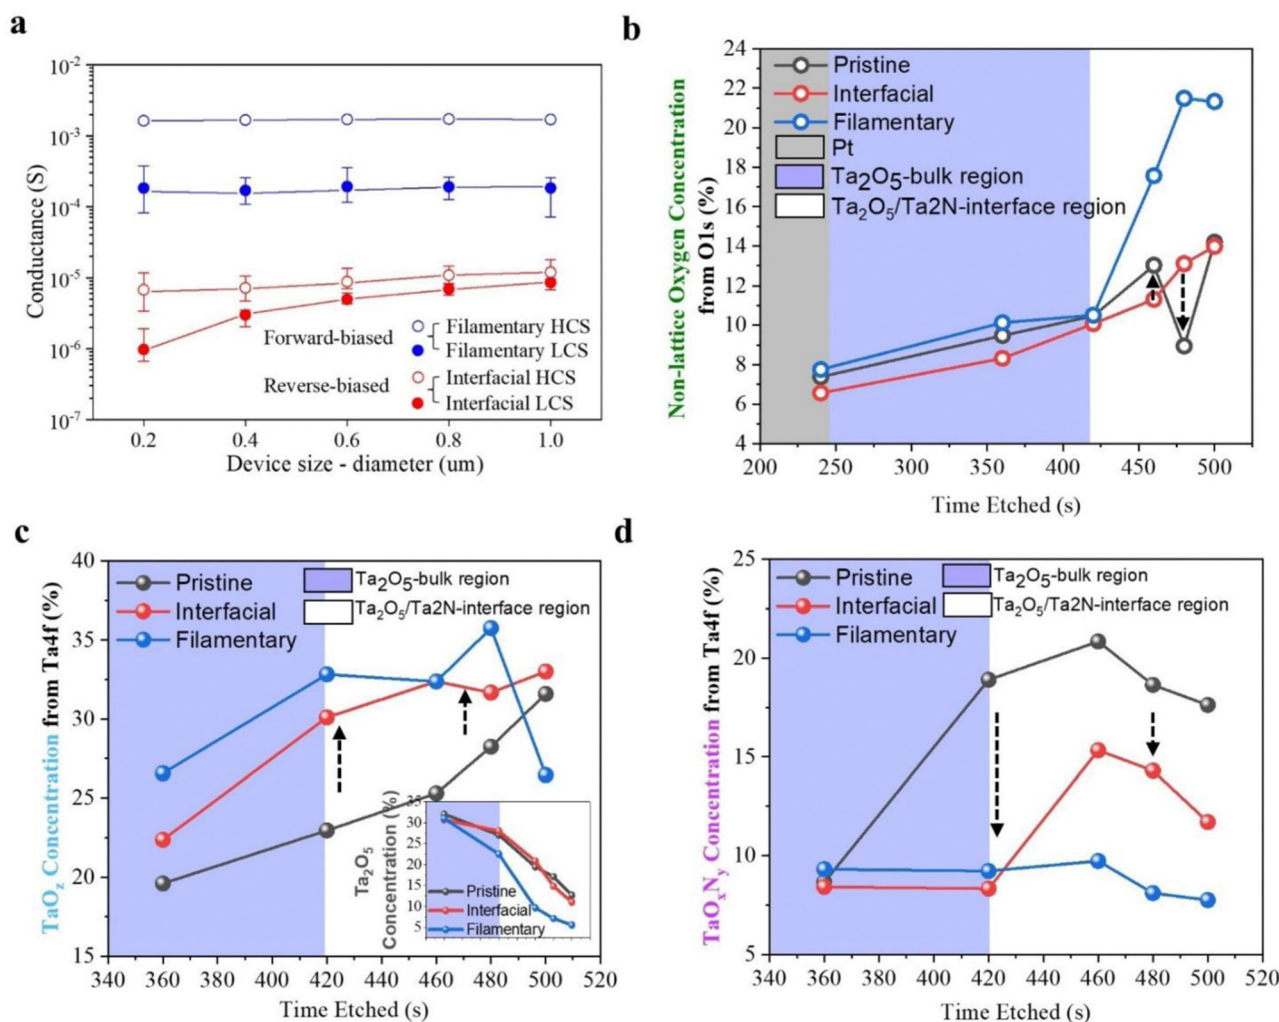 a
10⁻²
10⁻³
10⁻⁴
10⁻⁵
10⁻⁶
10⁻⁷
Conductance (S)
Forward-biased
Filamentary HCS
Filamentary LCS
Reverse-biased
Interfacial HCS
Interfacial LCS
0.2 0.4 0.6 0.8 1.0
Device size - diameter (um)
b
24
22
20
18
16
14
12
10
8
6
4
Non-lattice Oxygen Concentration
from O1s (%)
Pristine
Interfacial
Filamentary
Pt
Ta₂O₅-bulk region
Ta₂O₅/Ta2N-interface region
200 250 300 350 400 450 500
Time Etched (s)
c
40
35
30
25
20
15
TaO_z Concentration from Ta4f (%)
Pristine
Interfacial
Filamentary
Ta₂O₅-bulk region
Ta₂O₅/Ta2N-interface region
35
30
25
20
15
10
5
Ta₂O₅
Concentration (%)
Pristine
Interfacial
Filamentary
340 360 380 400 420 440 460 480 500 520
Time Etched (s)
d
25
20
15
10
5
TaOₓN_y Concentration from Ta4f (%)
Pristine
Interfacial
Filamentary
Ta₂O₅-bulk region
Ta₂O₅/Ta2N-interface region
340 360 380 400 420 440 460 480 500 520
Time Etched (s)